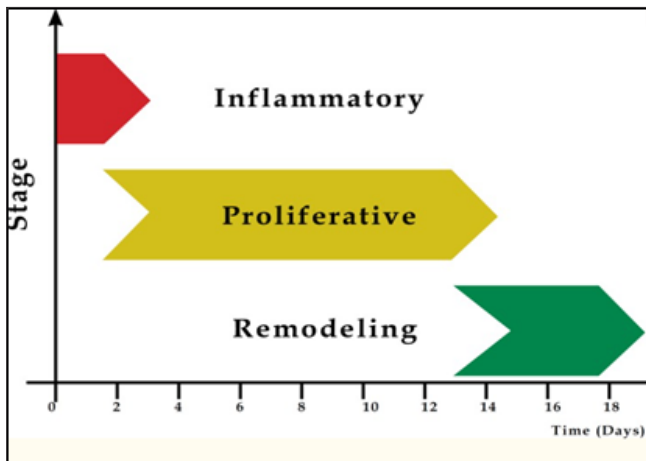 Inflammatory
Stage
Proliferative
Remodeling
0 2 4 6 8 10 12 14 16 18
Time (Days)